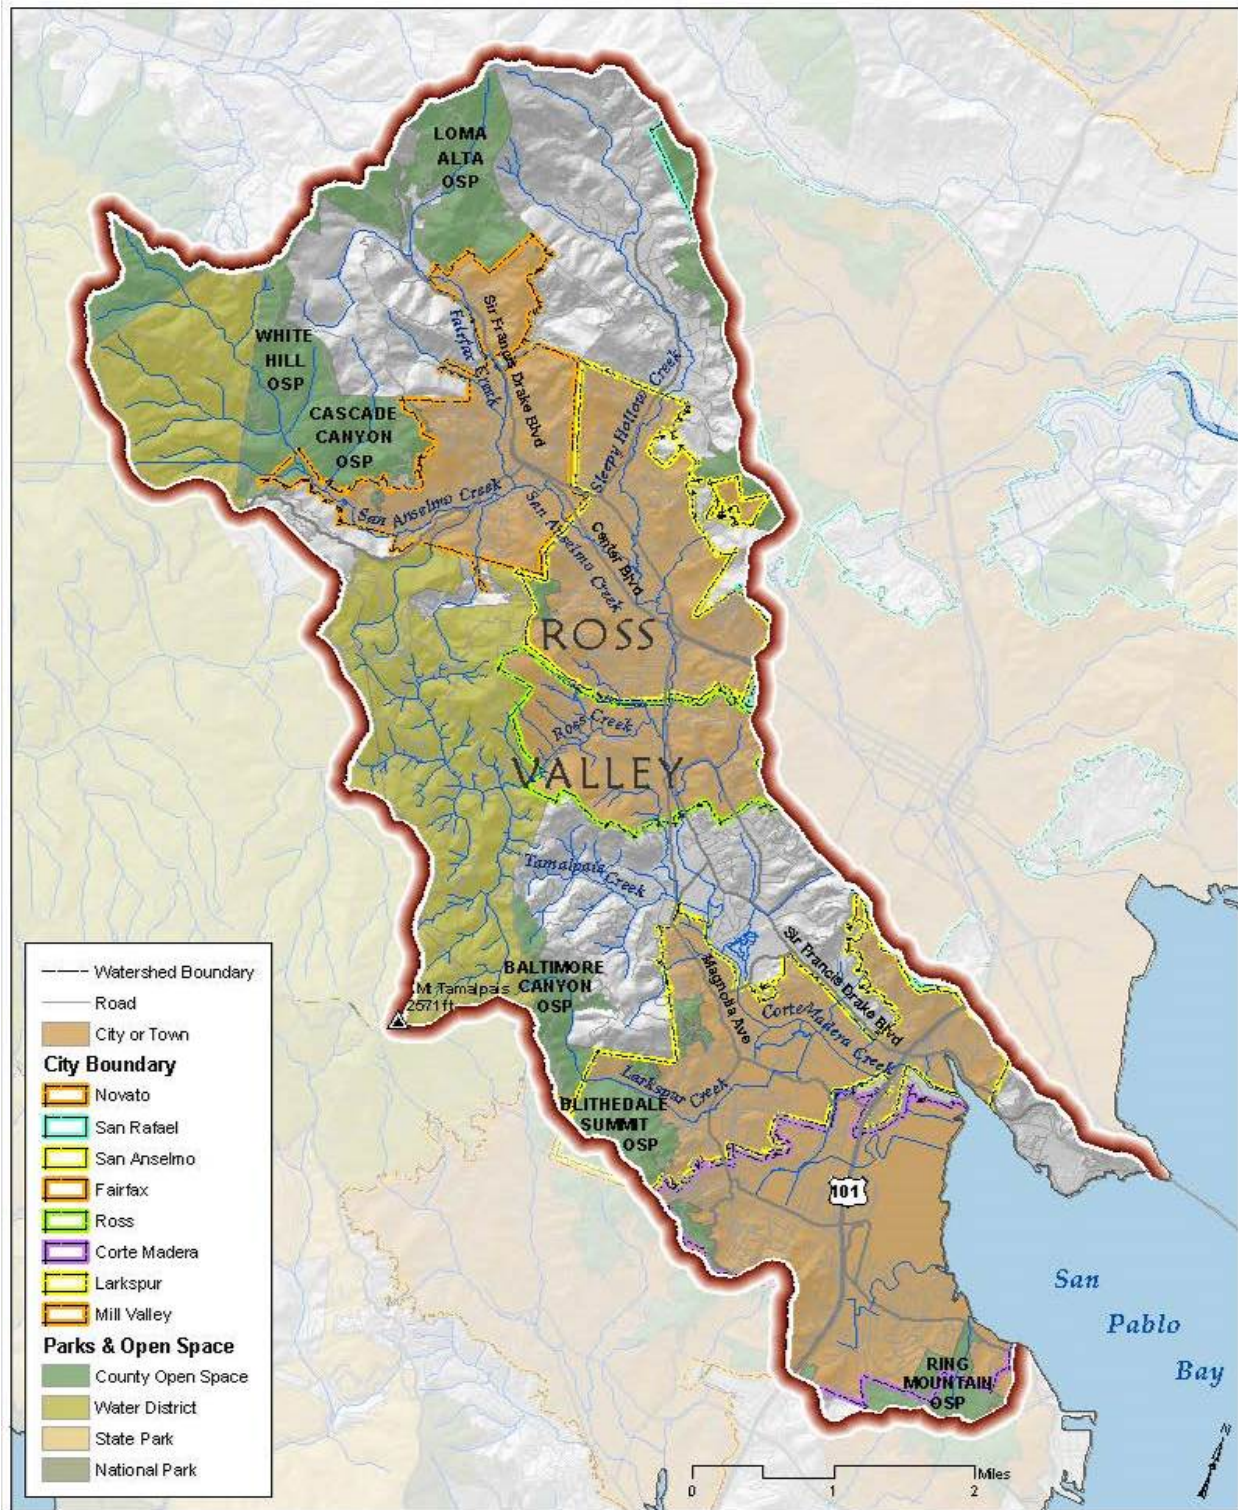 LOMA
ALTA
OSP
WHITE
HILL
OSP
CASCADE
CANYON
OSP
Sir Francis Drake Blvd
Fairfax Creek
Sleepy Hollow Creek
San Anselmo Creek
San Anselmo Creek
Center Blvd
ROSS
Ross Creek
VALLEY
Tamalpais Creek
BALTIMORE
CANYON
OSP
Mt Tamalpais
2571 ft
Magnolia Ave
Sir Francis Drake Blvd
Corte Madera Creek
Larkspur Creek
BLITHEDALE
SUMMIT
OSP
101
San
Pablo
Bay
RING
MOUNTAIN
OSP
Watershed Boundary
Road
City or Town
City Boundary
Novato
San Rafael
San Anselmo
Fairfax
Ross
Corte Madera
Larkspur
Mill Valley
Parks & Open Space
County Open Space
Water District
State Park
National Park
Miles
0 1 2
N